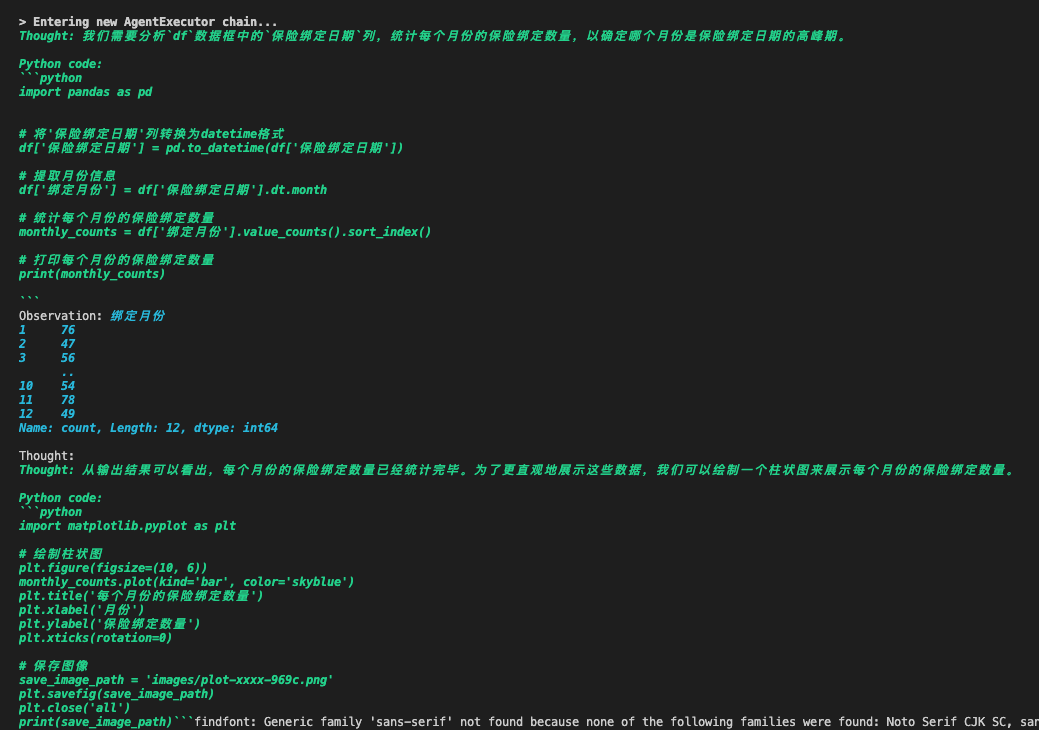 > Entering new AgentExecutor chain...
Thought: 我们需要分析`df`数据框中的`保险绑定日期`列，统计每个月份的保险绑定数量，以确定哪个月份是保险绑定日期的高峰期。
Python code:
```python
import pandas as pd
# 将'保险绑定日期'列转换为datetime格式
df['保险绑定日期'] = pd.to_datetime(df['保险绑定日期'])
# 提取月份信息
df['绑定月份'] = df['保险绑定日期'].dt.month
# 统计每个月份的保险绑定数量
monthly_counts = df['绑定月份'].value_counts().sort_index()
# 打印每个月份的保险绑定数量
print(monthly_counts)
```
Observation: 绑定月份
1     76
2     47
3     56
      ..
10    54
11    78
12    49
Name: count, Length: 12, dtype: int64
Thought:
Thought: 从输出结果可以看出，每个月份的保险绑定数量已经统计完毕。为了更直观地展示这些数据，我们可以绘制一个柱状图来展示每个月份的保险绑定数量。
Python code:
```python
import matplotlib.pyplot as plt
# 绘制柱状图
plt.figure(figsize=(10, 6))
monthly_counts.plot(kind='bar', color='skyblue')
plt.title('每个月份的保险绑定数量')
plt.xlabel('月份')
plt.ylabel('保险绑定数量')
plt.xticks(rotation=0)
# 保存图像
save_image_path = 'images/plot-xxxx-969c.png'
plt.savefig(save_image_path)
plt.close('all')
print(save_image_path)```findfont: Generic family 'sans-serif' not found because none of the following families were found: Noto Serif CJK SC,